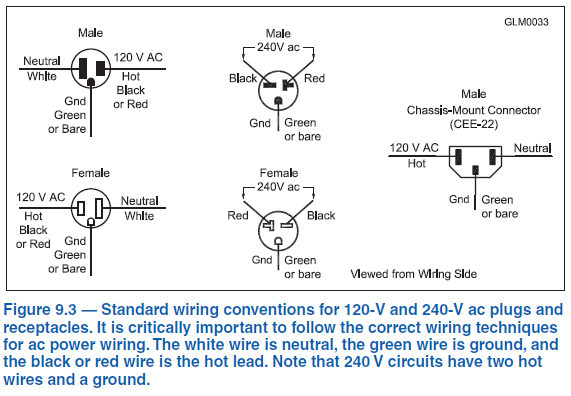 GLM0033
Male
Neutral
White
120 V AC
Hot
Black
or Red
Gnd
Green
or Bare
Male
240V ac
Black
Red
Gnd
Green
or bare
Male
Chassis-Mount Connector
(CEE-22)
120 V AC
Hot
Neutral
Gnd
Green
or bare
Female
120 V AC
Hot
Black
or Red
Neutral
White
Gnd
Green
or Bare
Female
240V ac
Red
Black
Gnd
Green
or bare
Viewed from Wiring Side
Figure 9.3 — Standard wiring conventions for 120-V and 240-V ac plugs and
receptacles. It is critically important to follow the correct wiring techniques
for ac power wiring. The white wire is neutral, the green wire is ground, and
the black or red wire is the hot lead. Note that 240 V circuits have two hot
wires and a ground.